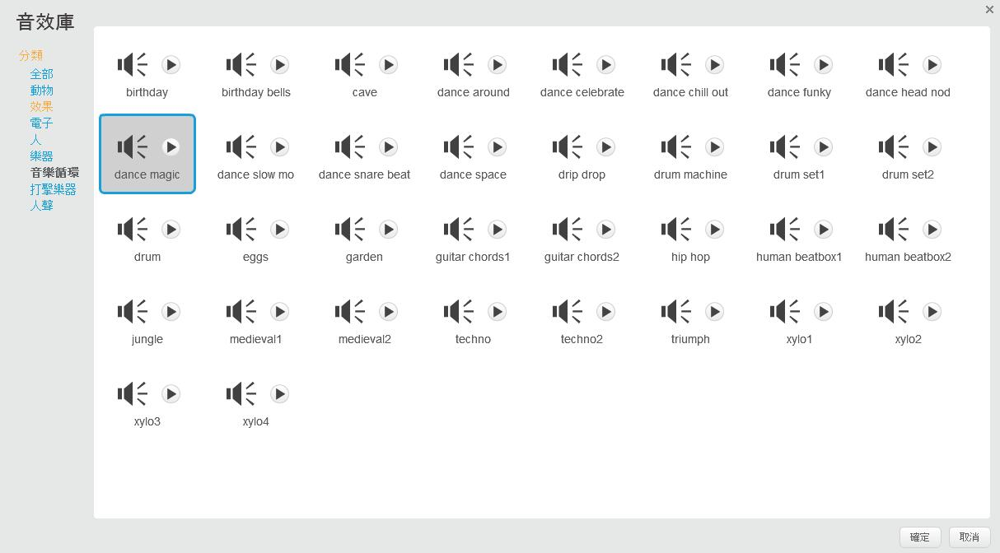 音效庫
分類
全部
動物
效果
電子
人
樂器
音樂循環
打擊樂器
人聲
birthday birthday bells cave dance around dance celebrate dance chill out dance funky dance head nod
dance magic dance slow mo dance snare beat dance space drip drop drum machine drum set1 drum set2
drum eggs garden guitar chords1 guitar chords2 hip hop human beatbox1 human beatbox2
jungle medieval1 medieval2 techno techno2 triumph xylo1 xylo2
xylo3 xylo4
確定 取消